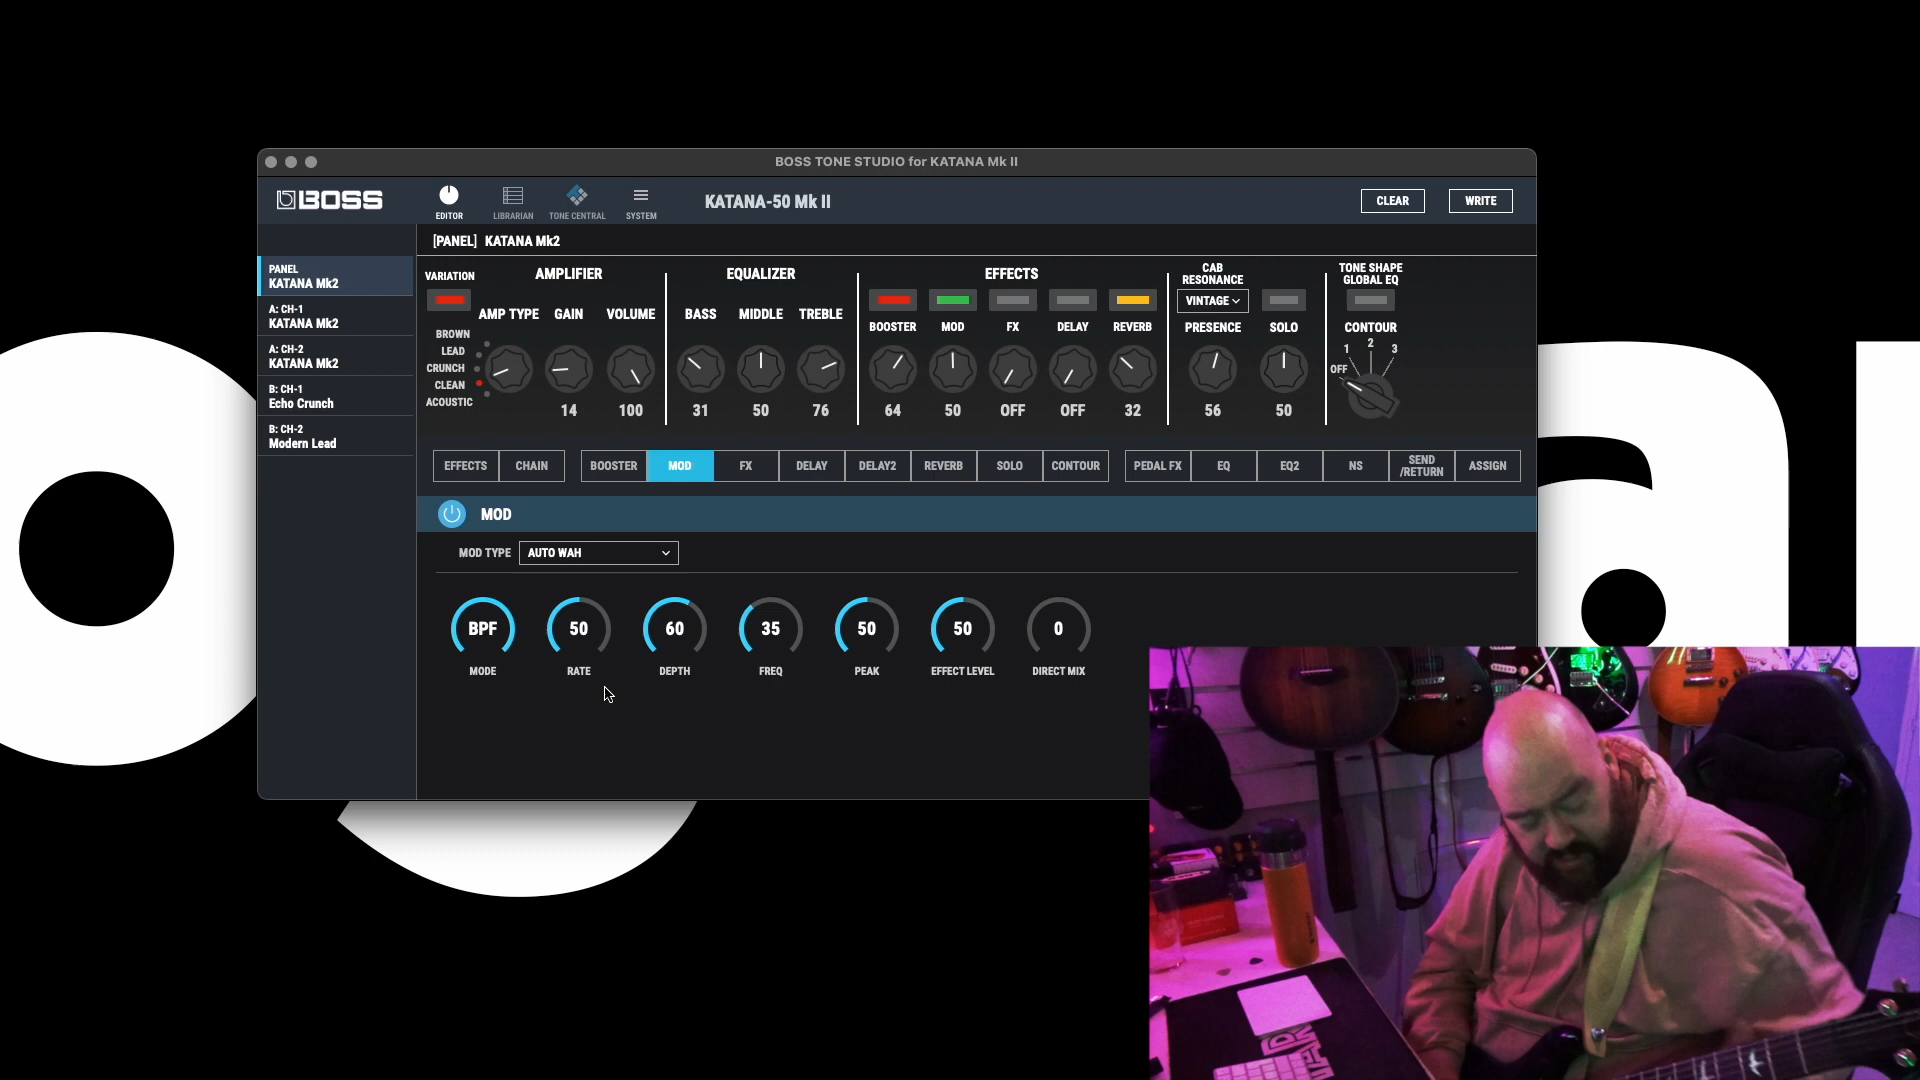 BOSS TONE STUDIO for KATANA Mk II
BOSS
EDITOR
LIBRARIAN
TONE CENTRAL
SYSTEM
KATANA-50 Mk II
CLEAR
WRITE
[PANEL] KATANA Mk2
PANEL
KATANA Mk2
A: CH-1
KATANA Mk2
A: CH-2
KATANA Mk2
B: CH-1
Echo Crunch
B: CH-2
Modern Lead
VARIATION
AMPLIFIER
AMP TYPE GAIN VOLUME
BROWN
LEAD
CRUNCH
CLEAN
ACOUSTIC
14 100
EQUALIZER
BASS MIDDLE TREBLE
31 50 76
EFFECTS
BOOSTER MOD FX DELAY REVERB
64 50 OFF OFF 32
CAB
RESONANCE
VINTAGE
PRESENCE SOLO
56 50
TONE SHAPE
GLOBAL EQ
CONTOUR
OFF 1 2 3
EFFECTS CHAIN BOOSTER MOD FX DELAY DELAY2 REVERB SOLO CONTOUR PEDAL FX EQ EQ2 NS SEND /RETURN ASSIGN
MOD
MOD TYPE AUTO WAH
BPF 50 60 35 50 50 0
MODE RATE DEPTH FREQ PEAK EFFECT LEVEL DIRECT MIX